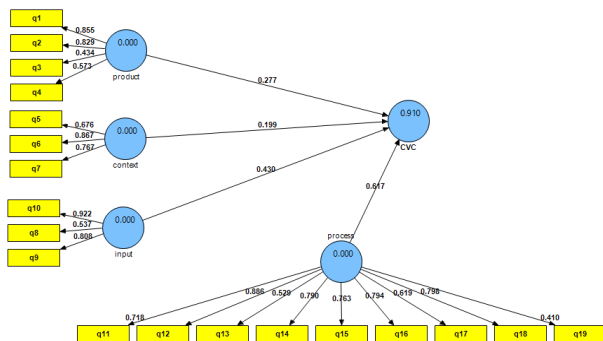 q1
0.855
q2
0.829
0.000
q3
0.434
0.573
product
q4
0.277
q5
0.676
0.000
q6
0.867
0.199
0.910
q7
0.767
context
CVC
0.430
0.617
q10
0.922
0.000
q8
0.537
q9
0.808
input
process
0.000
0.718
0.886
0.529
0.790
0.763
0.794
0.619
0.798
0.410
q11
q12
q13
q14
q15
q16
q17
q18
q19